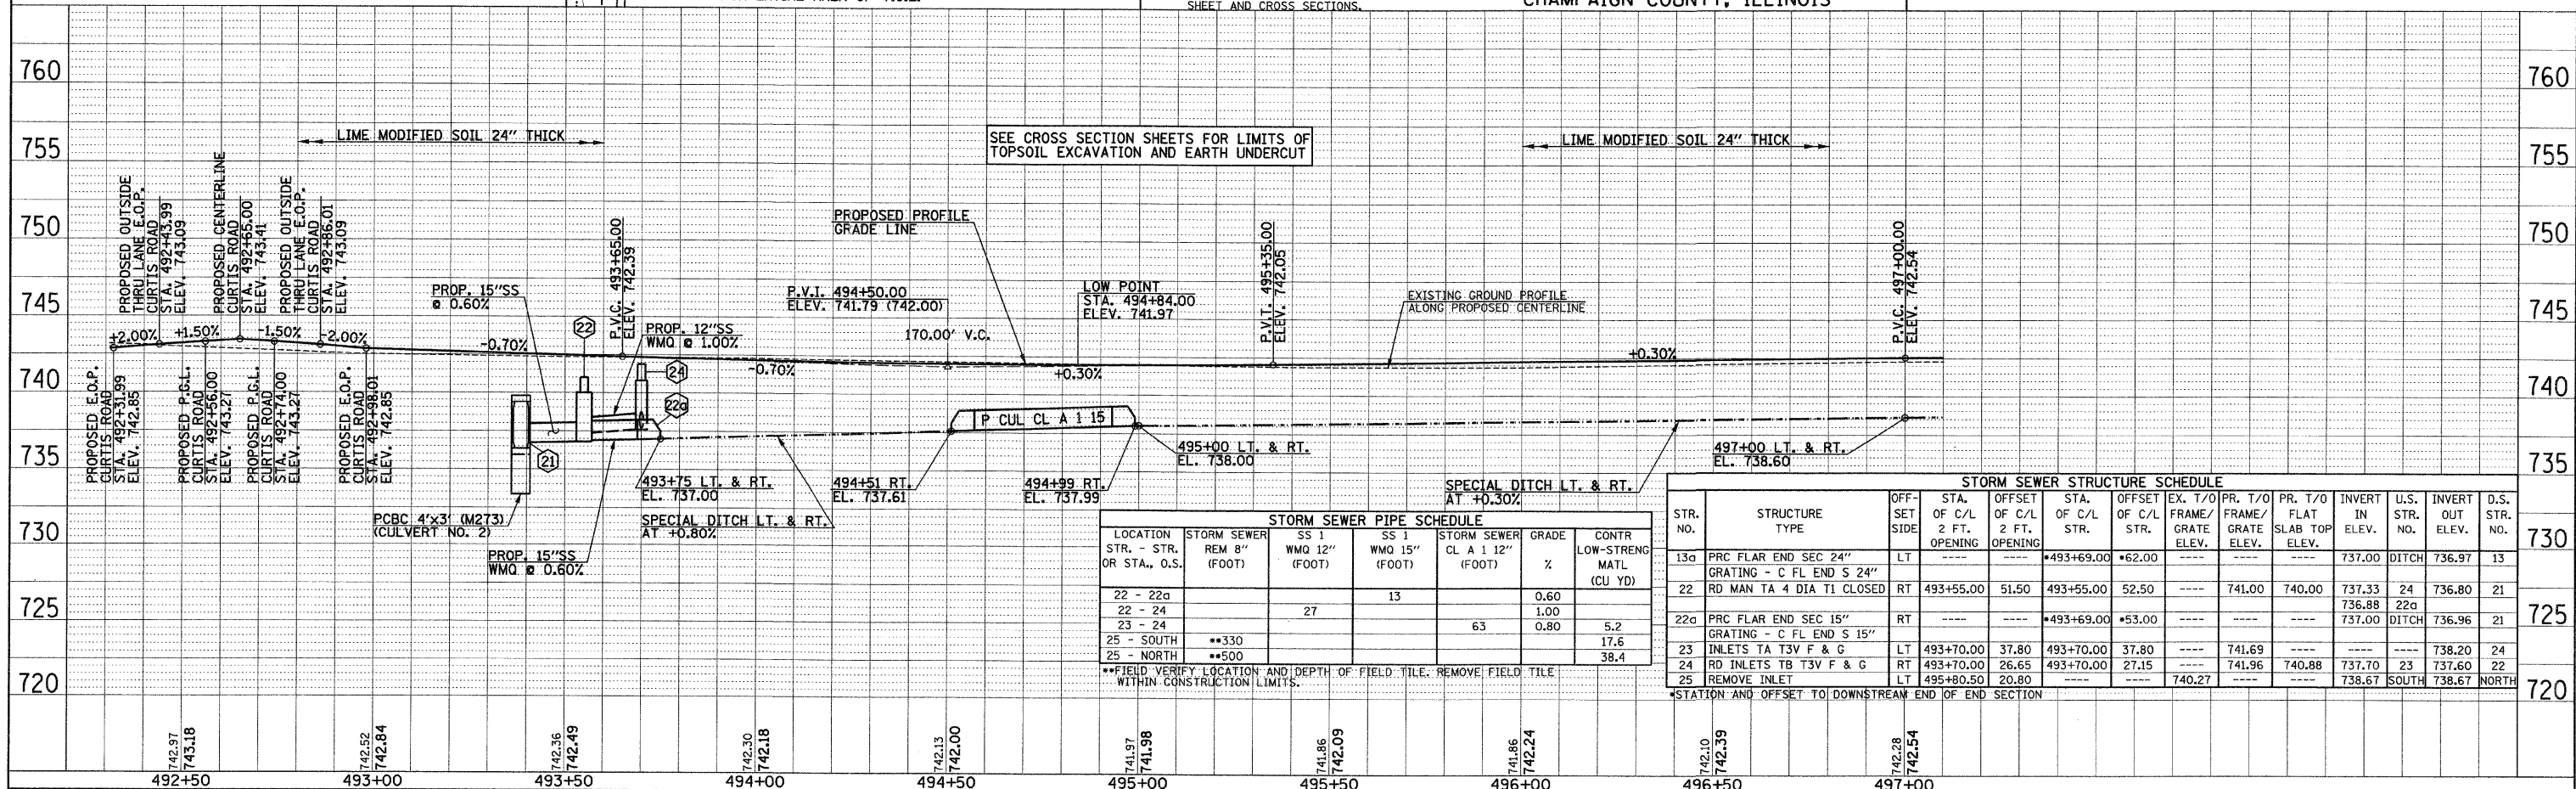 SHEET AND CROSS SECTIONS.
CHAMPAIGN COUNTY, ILLINOIS
760
755
750
745
740
735
730
725
720
760
755
750
745
740
735
730
725
720
LIME MODIFIED SOIL 24" THICK
SEE CROSS SECTION SHEETS FOR LIMITS OF
TOPSOIL EXCAVATION AND EARTH UNDERCUT
LIME MODIFIED SOIL 24" THICK
PROPOSED OUTSIDE
THRU LANE E.O.P.
CURTIS ROAD
STA. 492+43.99
ELEV. 743.09
PROPOSED CENTERLINE
CURTIS ROAD
STA. 492+65.00
ELEV. 743.41
PROPOSED OUTSIDE
THRU LANE E.O.P.
CURTIS ROAD
STA. 492+86.01
ELEV. 743.09
+2.00%
+1.50%
-1.50%
-2.00%
-0.70%
PROPOSED E.O.P.
CURTIS ROAD
STA. 492+31.99
ELEV. 742.85
PROPOSED P.G.L.
CURTIS ROAD
STA. 492+56.00
ELEV. 743.27
PROPOSED P.G.L.
CURTIS ROAD
STA. 492+74.00
ELEV. 743.27
PROPOSED E.O.P.
CURTIS ROAD
STA. 492+98.01
ELEV. 742.85
PROP. 15"SS
@ 0.60%
22
P.V.C. 493+65.00
ELEV. 742.39
PROP. 12"SS
WMQ @ 1.00%
24
22a
21
PCBC 4'x3' (M273)
(CULVERT NO. 2)
PROP. 15"SS
WMQ @ 0.60%
P.V.I. 494+50.00
ELEV. 741.79 (742.00)
PROPOSED PROFILE
GRADE LINE
170.00' V.C.
LOW POINT
STA. 494+84.00
ELEV. 741.97
-0.70%
+0.30%
P.V.T. 495+35.00
ELEV. 742.05
EXISTING GROUND PROFILE
ALONG PROPOSED CENTERLINE
+0.30%
P.V.C. 497+00.00
ELEV. 742.54
P CUL CL A 1 15
493+75 LT. & RT.
EL. 737.00
SPECIAL DITCH LT. & RT.
AT +0.80%
494+51 RT.
EL. 737.61
494+99 RT.
EL. 737.99
495+00 LT. & RT.
EL. 738.00
SPECIAL DITCH LT. & RT.
AT +0.30%
497+00 LT. & RT.
EL. 738.60
STORM SEWER PIPE SCHEDULE
LOCATION STR. - STR. OR STA., O.S. STORM SEWER REM 8" (FOOT) SS 1 WMQ 12" (FOOT) SS 1 WMQ 15" (FOOT) STORM SEWER CL A 1 12" (FOOT) GRADE % CONTR LOW-STRENG MATL (CU YD)
22 - 22a 13 0.60
22 - 24 27 1.00
23 - 24 63 0.80 5.2
25 - SOUTH **330 17.6
25 - NORTH **500 38.4
**FIELD VERIFY LOCATION AND DEPTH OF FIELD TILE. REMOVE FIELD TILE
WITHIN CONSTRUCTION LIMITS.
STORM SEWER STRUCTURE SCHEDULE
STR. NO. STRUCTURE TYPE OFF-SET SIDE STA. OF C/L 2 FT. OPENING OFFSET OF C/L 2 FT. OPENING STA. OF C/L STR. OFFSET OF C/L STR. EX. T/O FRAME/ GRATE ELEV. PR. T/O FRAME/ GRATE ELEV. PR. T/O FLAT SLAB TOP ELEV. INVERT IN ELEV. U.S. STR. NO. INVERT OUT ELEV. D.S. STR. NO.
13a PRC FLAR END SEC 24" LT ---- ---- *493+69.00 *62.00 ---- ---- ---- 737.00 DITCH 736.97 13
GRATING - C FL END S 24"
22 RD MAN TA 4 DIA T1 CLOSED RT 493+55.00 51.50 493+55.00 52.50 ---- 741.00 740.00 737.33 24 736.80 21
736.88 22a
22a PRC FLAR END SEC 15" RT ---- ---- *493+69.00 *53.00 ---- ---- ---- 737.00 DITCH 736.96 21
GRATING - C FL END S 15"
23 INLETS TA T3V F & G LT 493+70.00 37.80 493+70.00 37.80 ---- 741.69 ---- ---- 738.20 24
24 RD INLETS TB T3V F & G RT 493+70.00 26.65 493+70.00 27.15 ---- 741.96 740.88 737.70 23 737.60 22
25 REMOVE INLET LT 495+80.50 20.80 ---- ---- 740.27 ---- ---- 738.67 SOUTH 738.67 NORTH
*STATION AND OFFSET TO DOWNSTREAM END OF END SECTION
742.97 743.18
742.52 742.84
742.36 742.49
742.30 742.18
742.13 742.00
741.97 741.98
741.86 742.09
741.86 742.24
742.10 742.39
742.28 742.54
492+50 493+00 493+50 494+00 494+50 495+00 495+50 496+00 496+50 497+00